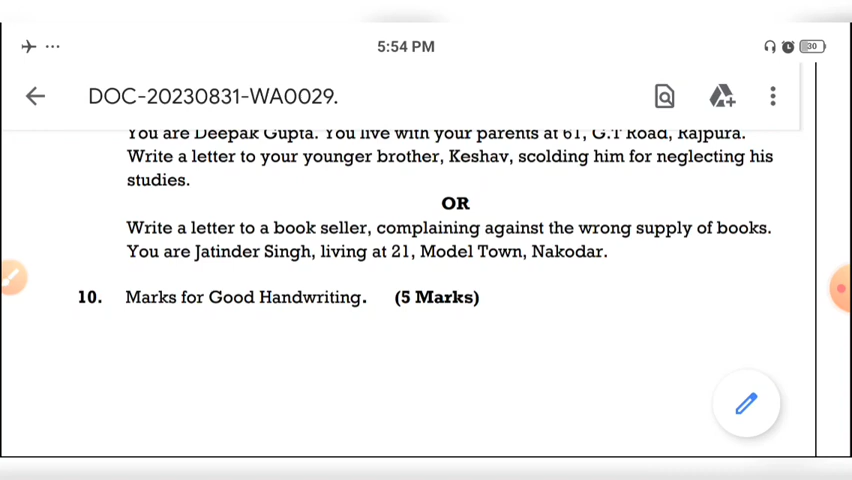 5:54 PM
30
DOC-20230831-WA0029.
You are Deepak Gupta. You live with your parents at 61, G.T Road, Rajpura.
Write a letter to your younger brother, Keshav, scolding him for neglecting his
studies.
OR
Write a letter to a book seller, complaining against the wrong supply of books.
You are Jatinder Singh, living at 21, Model Town, Nakodar.
10. Marks for Good Handwriting. (5 Marks)